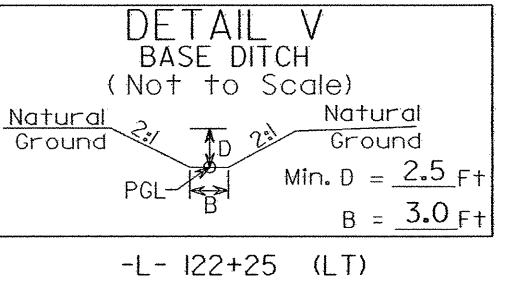 DETAIL V
BASE DITCH
(Not to Scale)
Natural
Ground
2:1
D
2:1
Natural
Ground
PGL
B
Min. D = 2.5 Ft
B = 3.0 Ft
-L- 122+25 (LT)